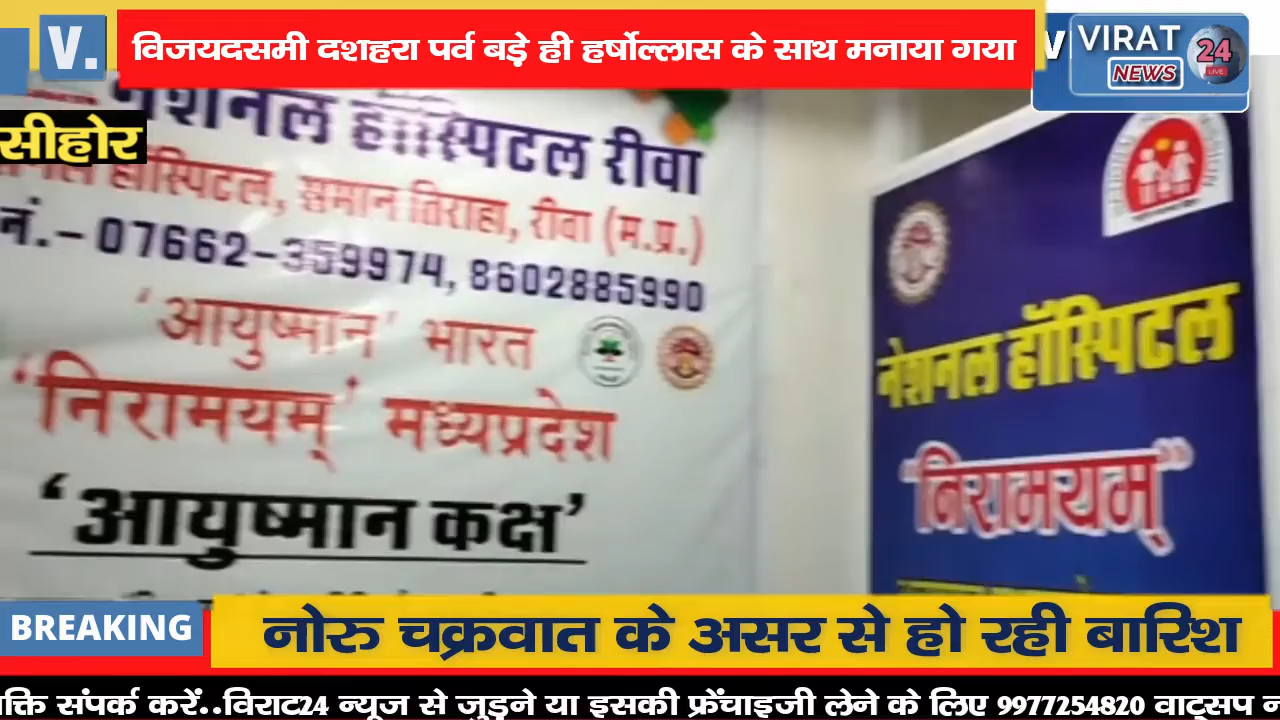 V.
विजयदसमी दशहरा पर्व बड़े ही हर्षोल्लास के साथ मनाया गया
VIRAT
24
NEWS
LIVE
सीहोर
हॉस्पिटल रीवा
हॉस्पिटल, समान तिराहा, रीवा (म.प्र.)
नं.- 07662-359974, 8602885990
'आयुष्मान' भारत
'निरामयम्' मध्यप्रदेश
'आयुष्मान कक्ष'
नेशनल हॉस्पिटल
"निरामयम्"
BREAKING
नोरु चक्रवात के असर से हो रही बारिश
संपर्क करें..विराट24 न्यूज से जुड़ने या इसकी फ्रेंचाइजी लेने के लिए 9977254820 वाट्सप